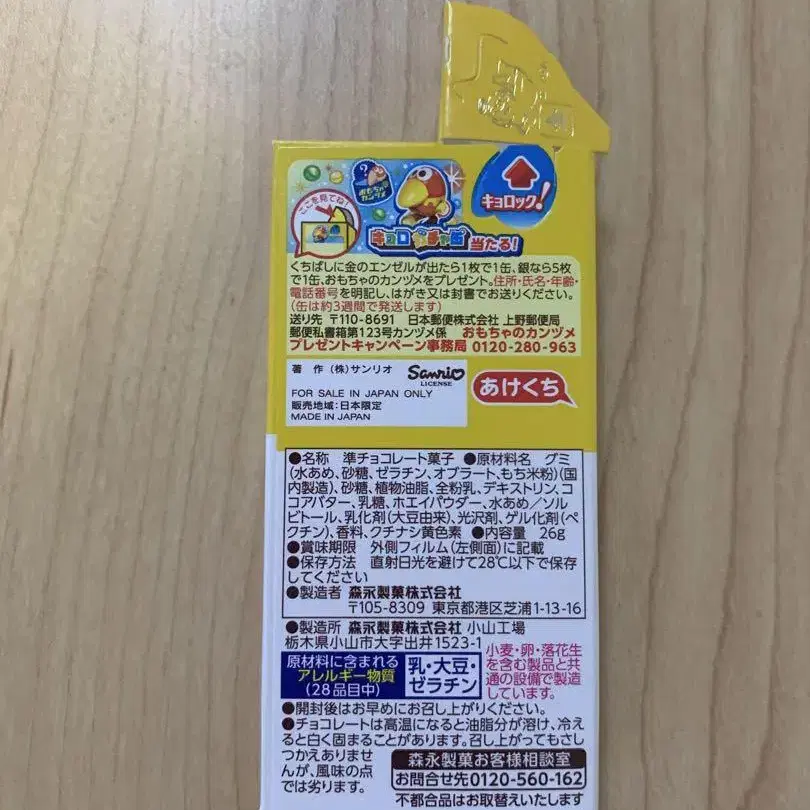 キョロック!
ここを見てね!
?
おもちゃのカンヅメ
当たる!
くちばしに金のエンゼルが出たら1枚で1缶、銀なら5枚
で1缶、おもちゃのカンヅメをプレゼント。住所・氏名・年齢・
電話番号を明記し、はがき又は封書でお送りください。
(缶は約3週間で発送します)
送り先 〒110-8691 日本郵便株式会社 上野郵便局
郵便私書箱第123号カンヅメ係 おもちゃのカンヅメ
プレゼントキャンペーン事務局 0120-280-963
著 作 (株)サンリオ
Sanrio
LICENSE
FOR SALE IN JAPAN ONLY
販売地域:日本限定
MADE IN JAPAN
あけくち
●名称 準チョコレート菓子 ●原材料名 グミ
(水あめ、砂糖、ゼラチン、オブラート、もち米粉)(国
内製造)、砂糖、植物油脂、全粉乳、デキストリン、コ
コアバター、乳糖、ホエイパウダー、水あめ/ソル
ビトール、乳化剤(大豆由来)、光沢剤、ゲル化剤(ペ
クチン)、香料、クチナシ黄色素 ●内容量 26g
●賞味期限 外側フィルム(左側面)に記載
●保存方法 直射日光を避けて28℃以下で保存
してください
●製造者 森永製菓株式会社
〒105-8309 東京都港区芝浦1-13-16
●製造所 森永製菓株式会社 小山工場
栃木県小山市大字出井1523-1
原材料に含まれる
アレルギー物質
(28品目中)
乳・大豆・
ゼラチン
小麦・卵・落花生
を含む製品と共
通の設備で製造
しています。
●開封後はお早めにお召し上がりください。
●チョコレートは高温になると油脂分が溶け、冷え
ると白く固まることがあります。召し上がってもさし
つかえありませ
んが、風味の点
では劣ります。
森永製菓お客様相談室
お問合せ先0120-560-162
不都合品はお取替えいたします